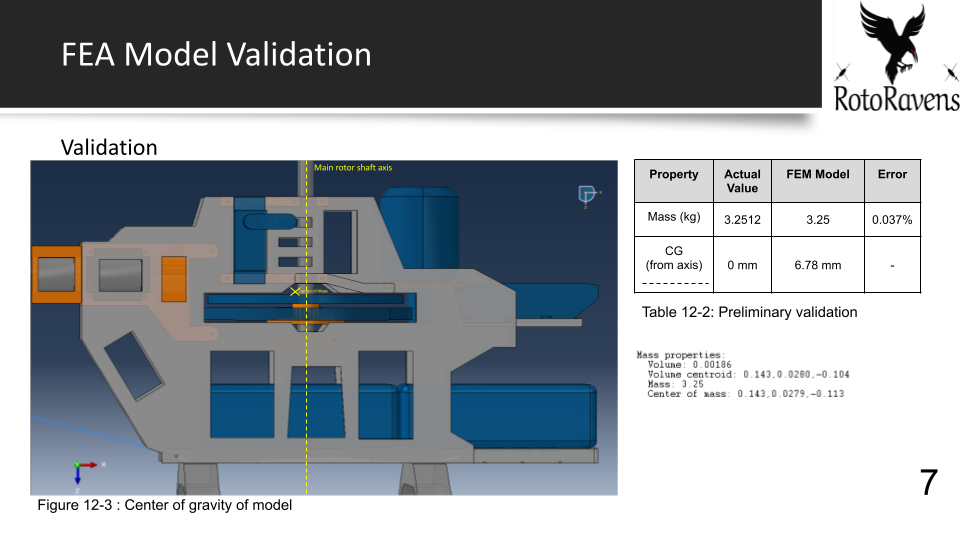 FEA Model Validation
RotoRavens
Validation
Main rotor shaft axis
Property Actual Value FEM Model Error
Mass (kg) 3.2512 3.25 0.037%
CG (from axis) 0 mm 6.78 mm -
Table 12-2: Preliminary validation
Mass properties:
Volume: 0.00186
Volume centroid: 0.143,0.0280,-0.104
Mass: 3.25
Center of mass: 0.143,0.0279,-0.113
7
Figure 12-3 : Center of gravity of model